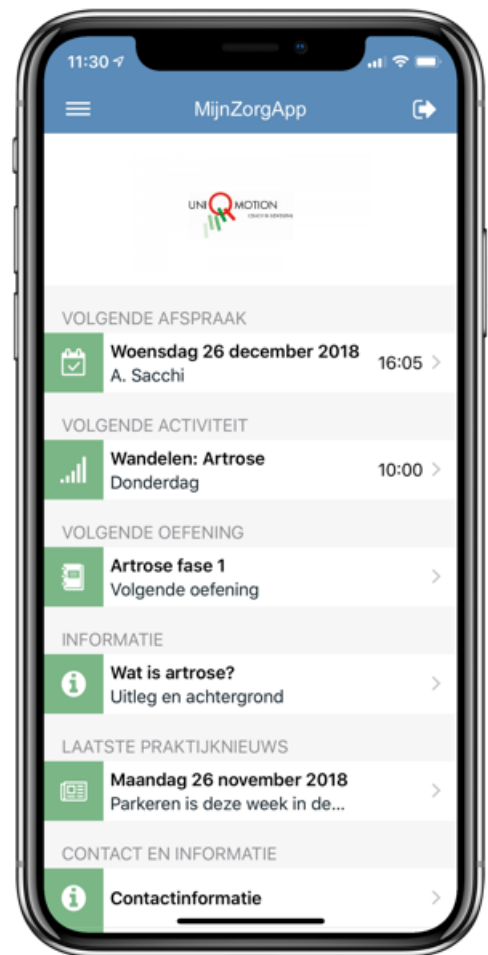 11:30
MijnZorgApp
UNIQMOTION
VOLGENDE AFSPRAAK
Woensdag 26 december 2018
A. Sacchi
16:05
VOLGENDE ACTIVITEIT
Wandelen: Artrose
Donderdag
10:00
VOLGENDE OEFENING
Artrose fase 1
Volgende oefening
INFORMATIE
Wat is artrose?
Uitleg en achtergrond
LAATSTE PRAKTIJKNIEUWS
Maandag 26 november 2018
Parkeren is deze week in de...
CONTACT EN INFORMATIE
Contactinformatie